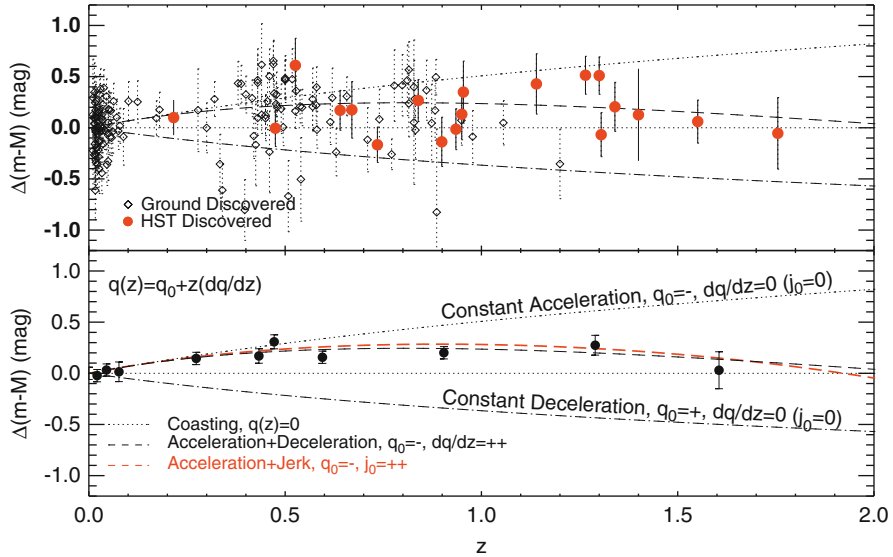 1.0
0.5
0.0
-0.5
-1.0
Δ(m-M) (mag)
Ground Discovered
HST Discovered
1.0
0.5
0.0
-0.5
-1.0
Δ(m-M) (mag)
q(z)=q₀+z(dq/dz)
Constant Acceleration, q₀=-, dq/dz=0 (j₀=0)
Constant Deceleration, q₀=+, dq/dz=0 (j₀=0)
Coasting, q(z)=0
Acceleration+Deceleration, q₀=-, dq/dz=++
Acceleration+Jerk, q₀=-, j₀=++
0.0 0.5 1.0 1.5 2.0
z